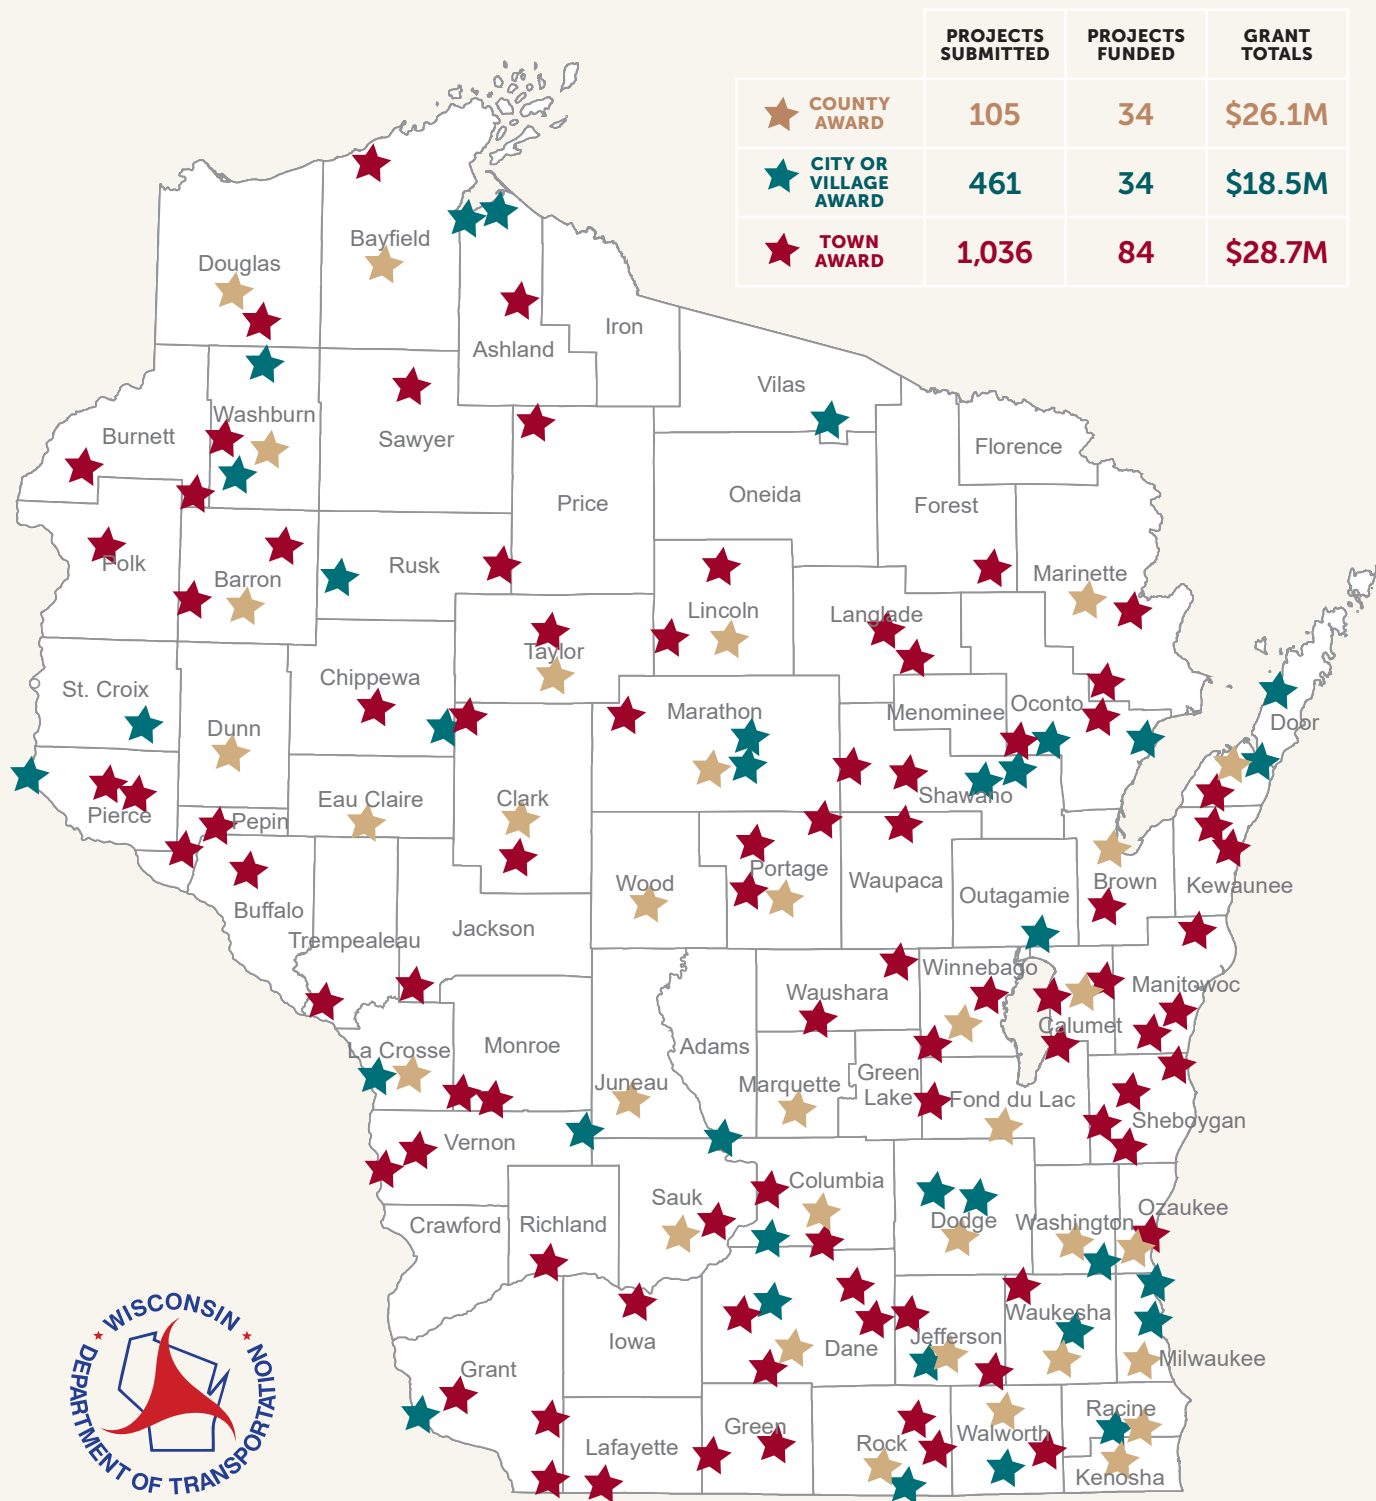 PROJECTS SUBMITTED
PROJECTS FUNDED
GRANT TOTALS
COUNTY AWARD
105
34
$26.1M
CITY OR VILLAGE AWARD
461
34
$18.5M
TOWN AWARD
1,036
84
$28.7M
Bayfield
Douglas
Iron
Ashland
Vilas
Washburn
Burnett
Sawyer
Florence
Oneida
Price
Forest
Polk
Rusk
Barron
Marinette
Lincoln
Langlade
Taylor
Chippewa
St. Croix
Oconto
Marathon
Menominee
Door
Dunn
Shawano
Clark
Eau Claire
Pierce
Pepin
Portage
Waupaca
Brown
Wood
Kewaunee
Outagamie
Buffalo
Jackson
Trempealeau
Winnebago
Manitowoc
Waushara
Calumet
Monroe
Adams
La Crosse
Green
Lake
Juneau
Marquette
Fond du Lac
Sheboygan
Vernon
Columbia
Sauk
Ozaukee
Dodge
Washington
Crawford
Richland
Waukesha
Jefferson
Iowa
Dane
Milwaukee
Grant
Racine
Green
Walworth
Rock
Lafayette
Kenosha
WISCONSIN
DEPARTMENT OF TRANSPORTATION